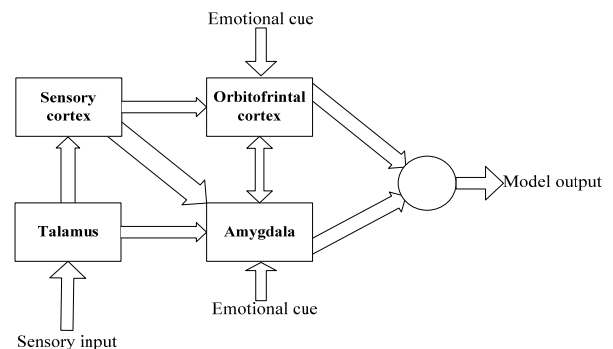 Emotional cue
Sensory
cortex
Orbitofrintal
cortex
Model output
Talamus
Amygdala
Emotional cue
Sensory input